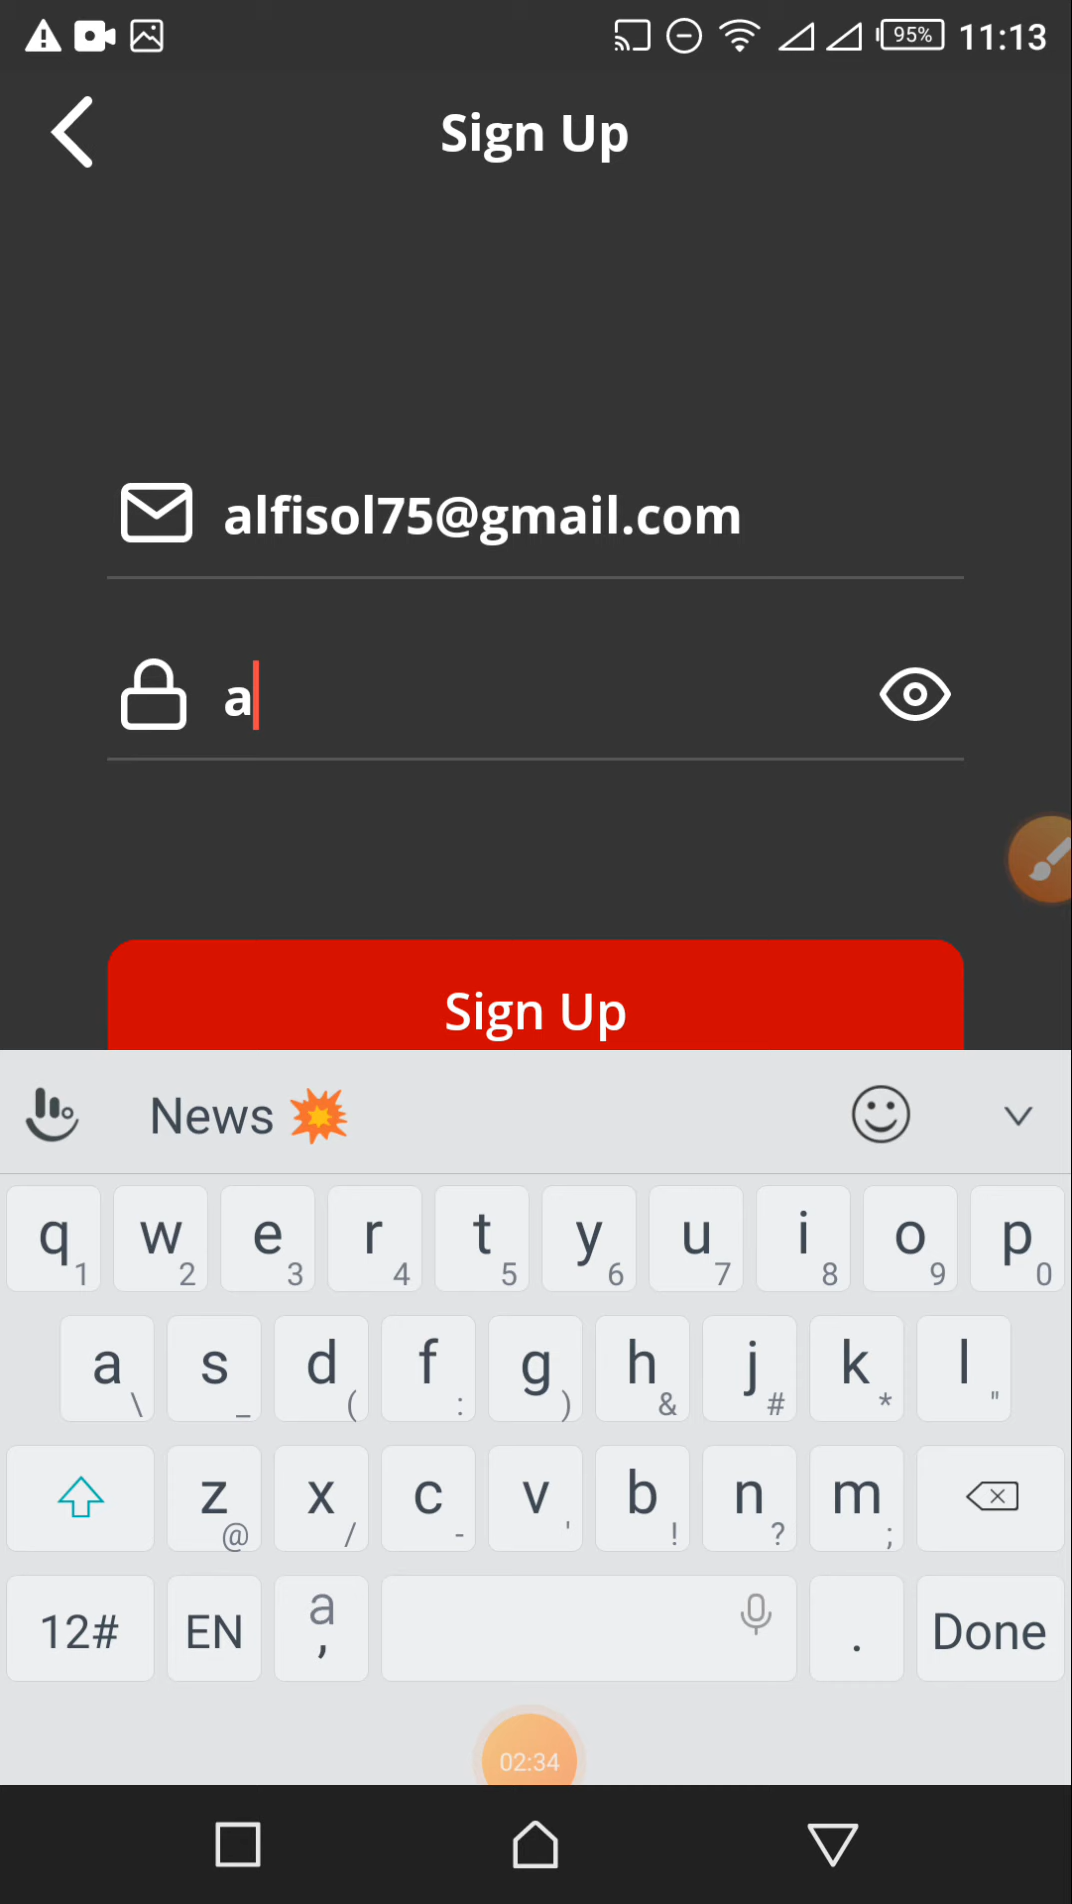 95% 11:13
Sign Up
alfisol75@gmail.com
a
Sign Up
News
q w e r t y u i o p
1 2 3 4 5 6 7 8 9 0
a s d f g h j k l
\ _ ( : ) & # * "
z x c v b n m
@ / - ' ! ? ;
12# EN a , . Done
02:34